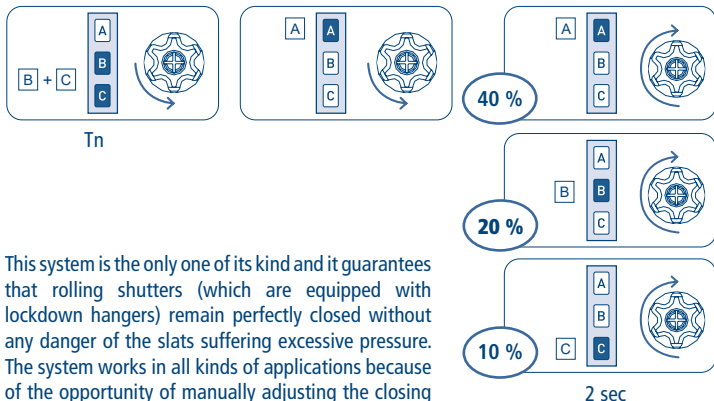 A
B
C
B + C
Tn
A
A
B
C
A
A
B
C
40 %
B
A
B
C
20 %
C
A
B
C
10 %
2 sec
This system is the only one of its kind and it guarantees
that rolling shutters (which are equipped with
lockdown hangers) remain perfectly closed without
any danger of the slats suffering excessive pressure.
The system works in all kinds of applications because
of the opportunity of manually adjusting the closing